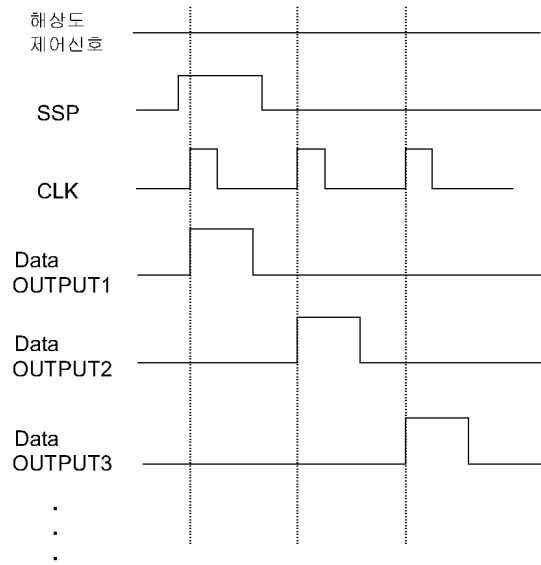 해상도
제어신호
SSP
CLK
Data
OUTPUT1
Data
OUTPUT2
Data
OUTPUT3